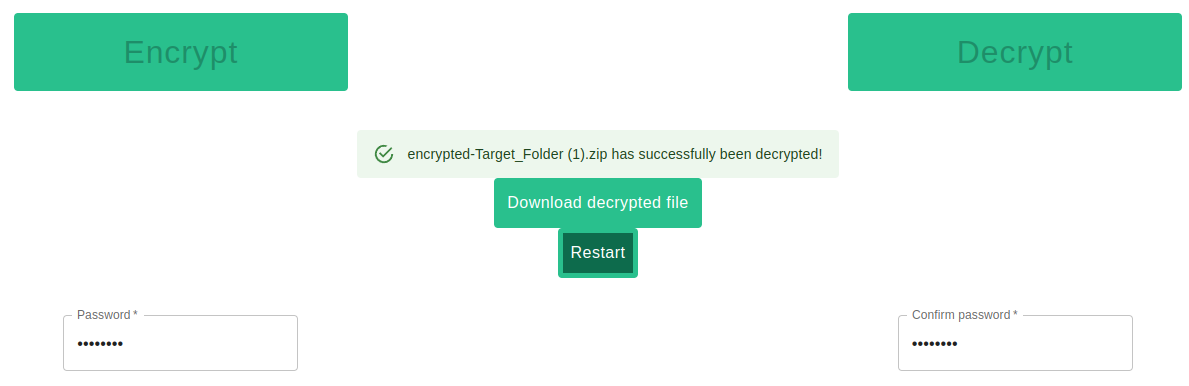 Encrypt
Decrypt
encrypted-Target_Folder (1).zip has successfully been decrypted!
Download decrypted file
Restart
Password *
Confirm password *
••••••••
••••••••